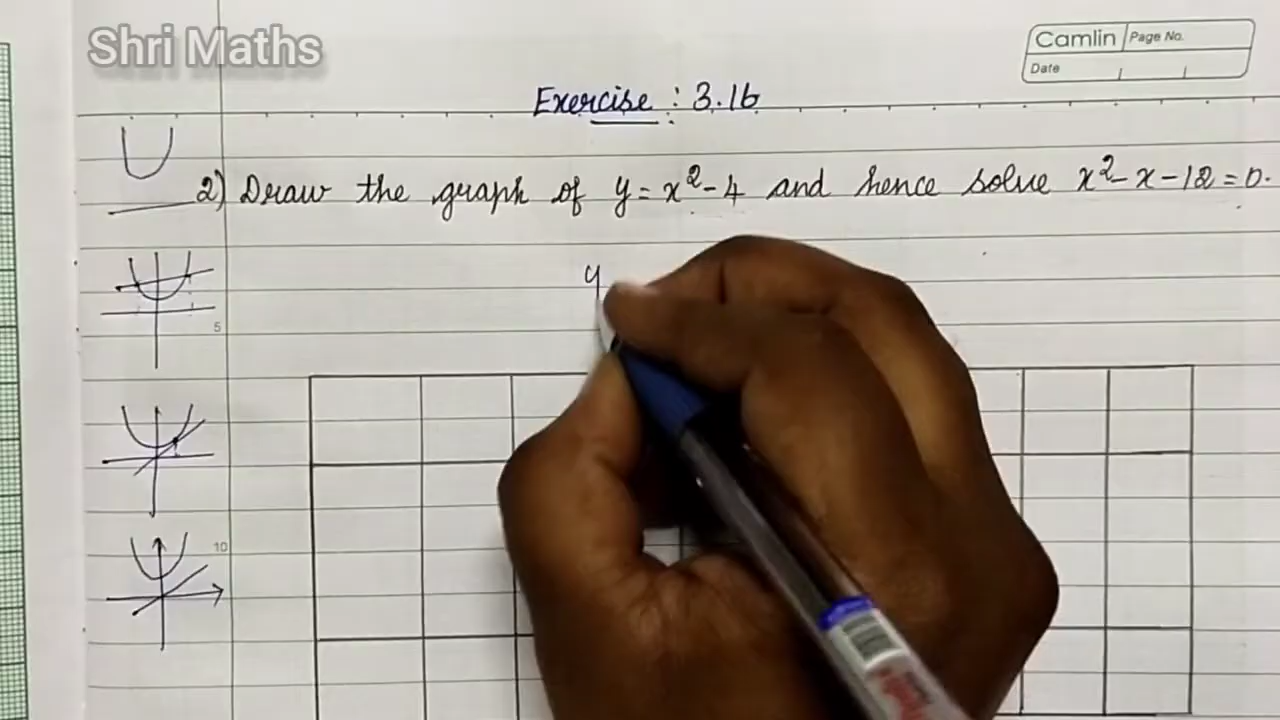 Shri Maths
Camlin Page No.
Date
Exercise : 3.16
2) Draw the graph of y = x² - 4 and hence solve x² - x - 12 = 0.
y
5
10